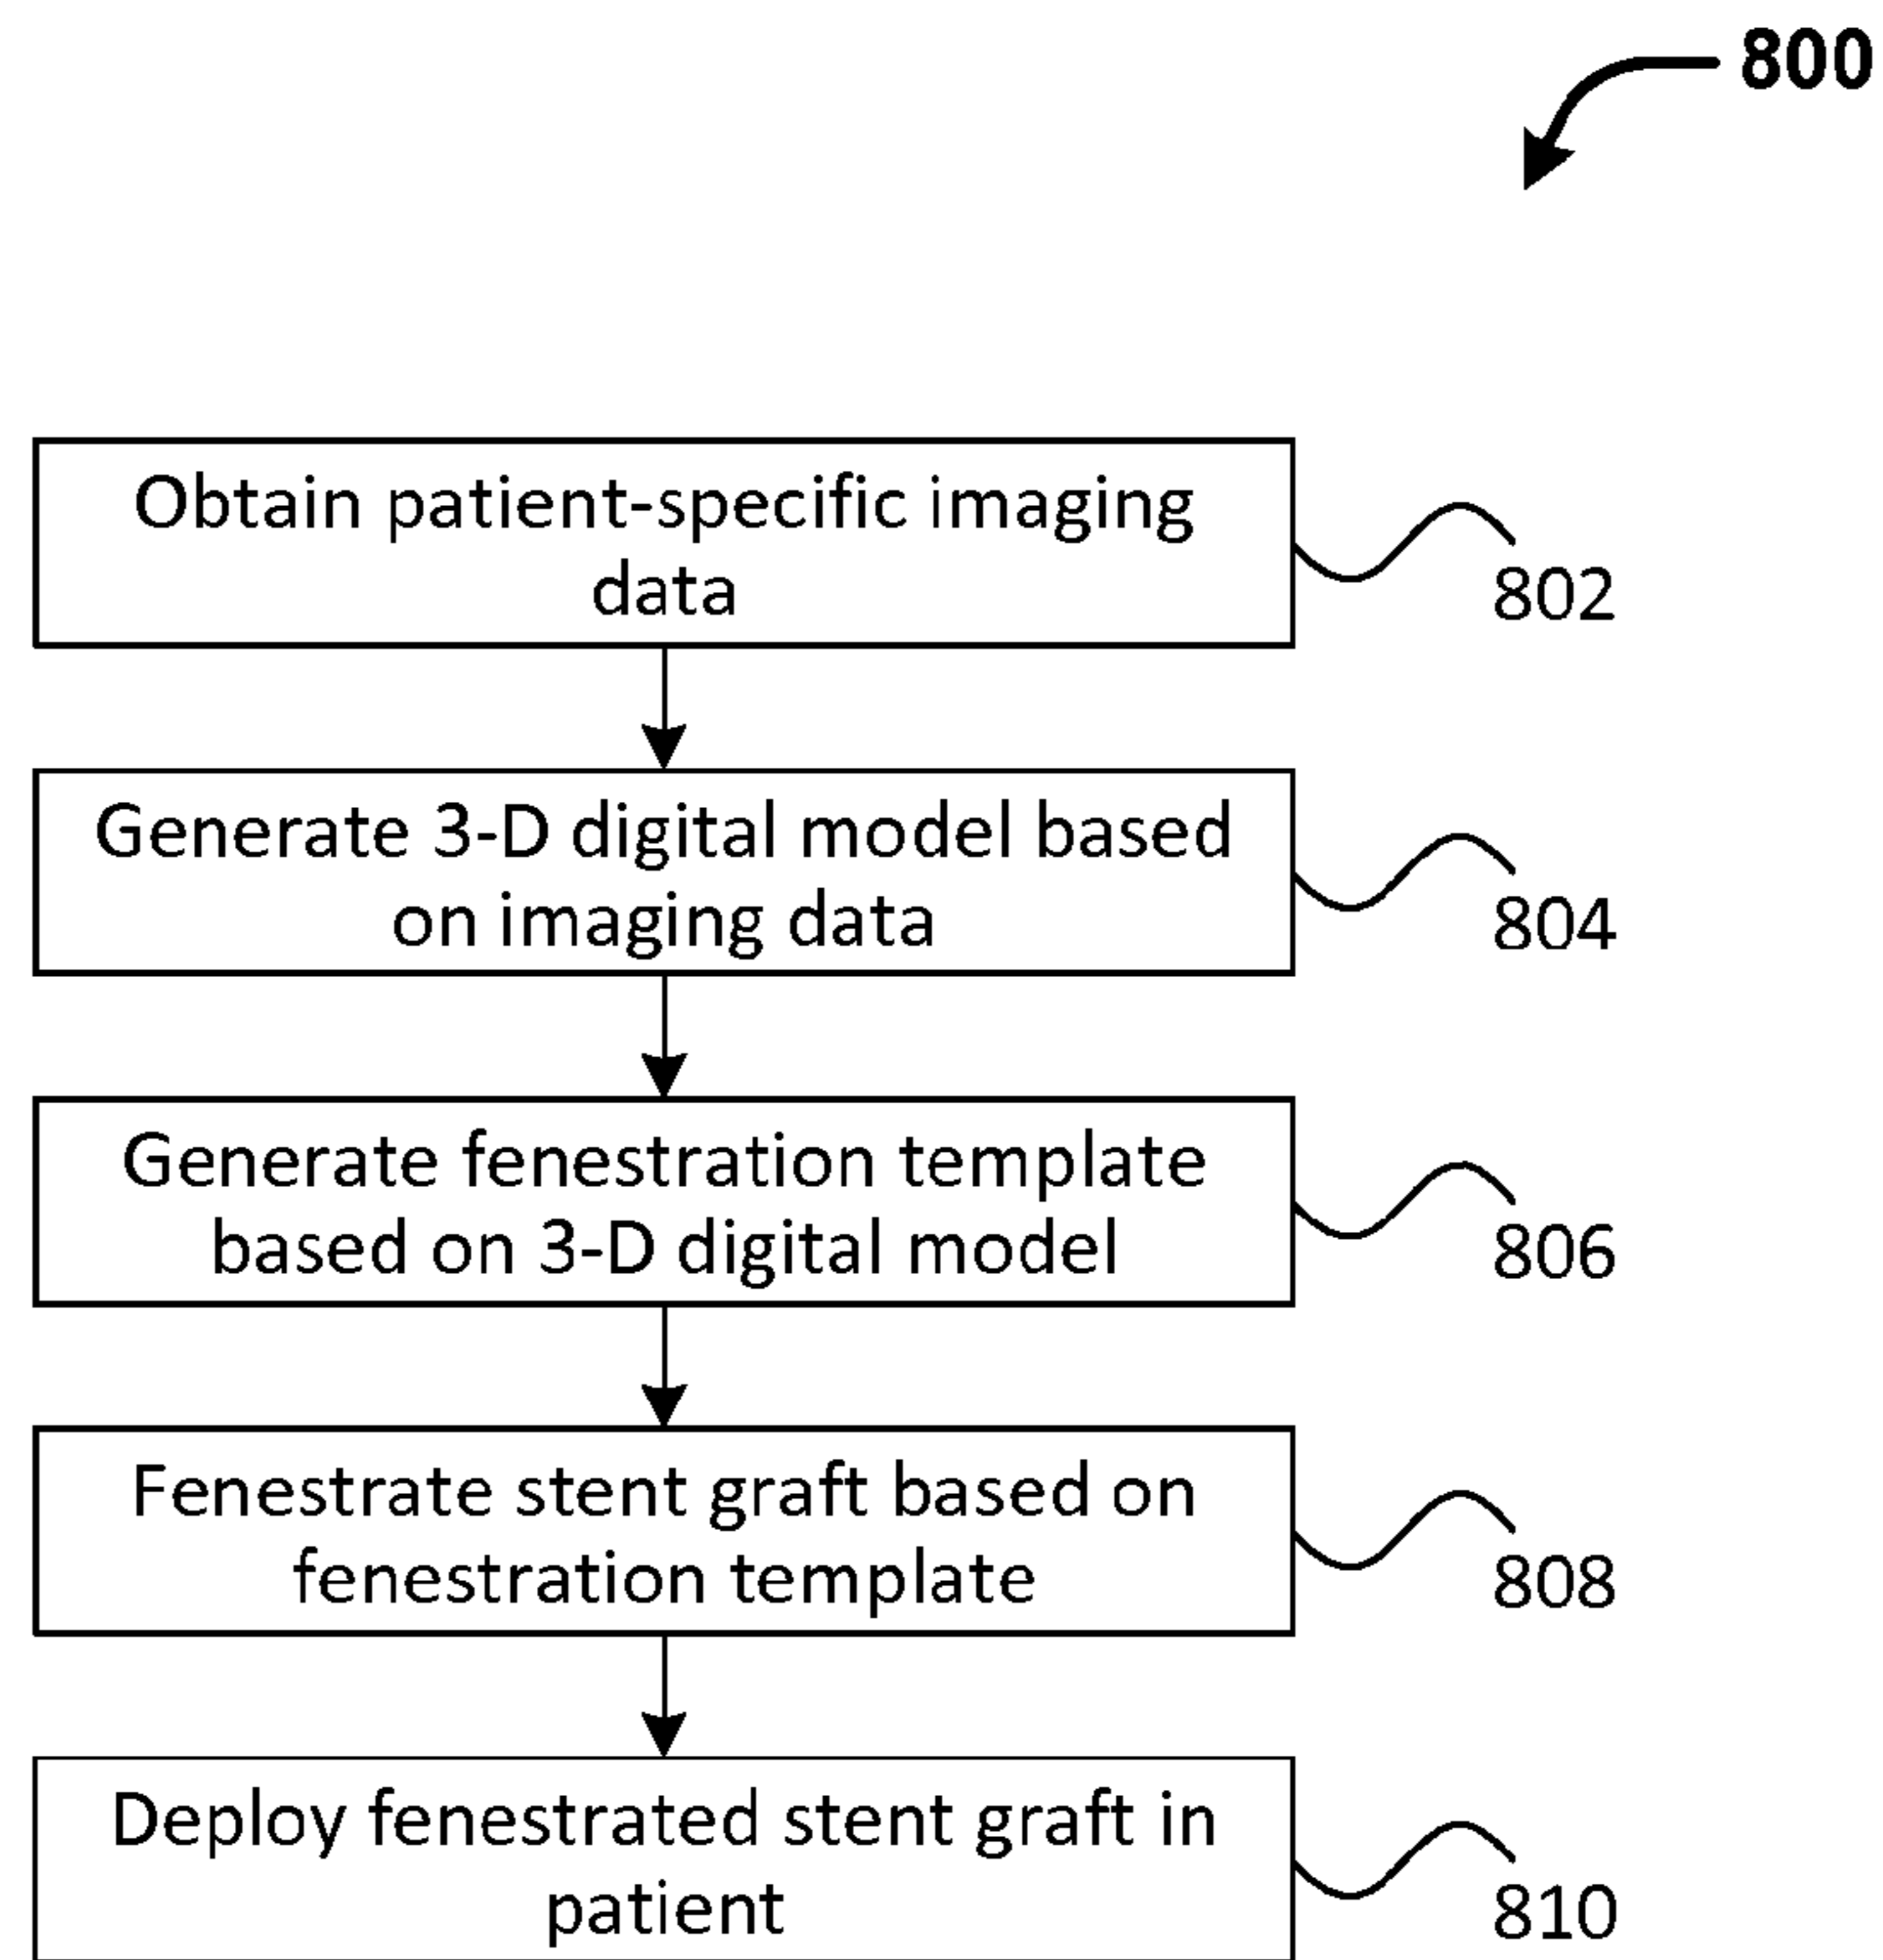 800
Obtain patient-specific imaging
data
802
Generate 3-D digital model based
on imaging data
804
Generate fenestration template
based on 3-D digital model
806
Fenestrate stent graft based on
fenestration template
808
Deploy fenestrated stent graft in
patient
810